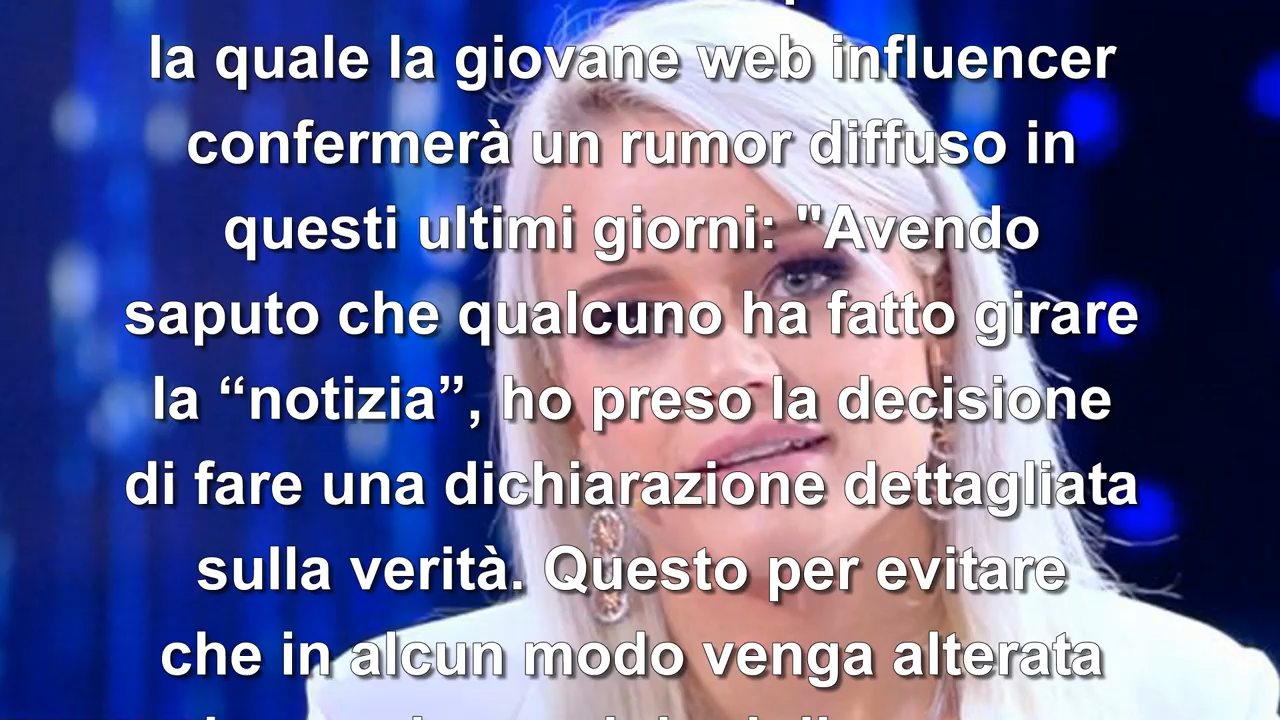 la quale la giovane web influencer
confermerà un rumor diffuso in
questi ultimi giorni: "Avendo
saputo che qualcuno ha fatto girare
la “notizia”, ho preso la decisione
di fare una dichiarazione dettagliata
sulla verità. Questo per evitare
che in alcun modo venga alterata